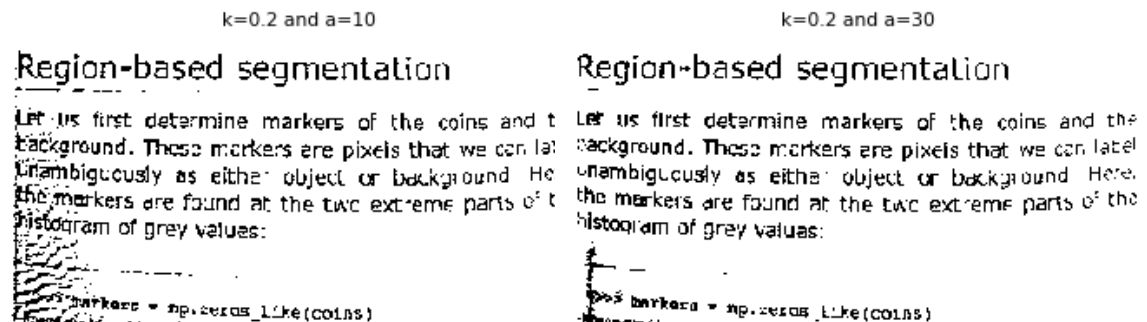 k=0.2 and a=10
Region-based segmentation
Let us first determine markers of the coins and t
background. These markers are pixels that we can la
unambiguously as either object or background. He
the markers are found at the two extreme parts of t
histogram of grey values:
markers = np.zeros_like(coins)
k=0.2 and a=30
Region-based segmentation
Let us first determine markers of the coins and the
background. These markers are pixels that we can label
unambiguously as either object or background. Here,
the markers are found at the two extreme parts of the
histogram of grey values:
>>> markers = np.zeros_like(coins)